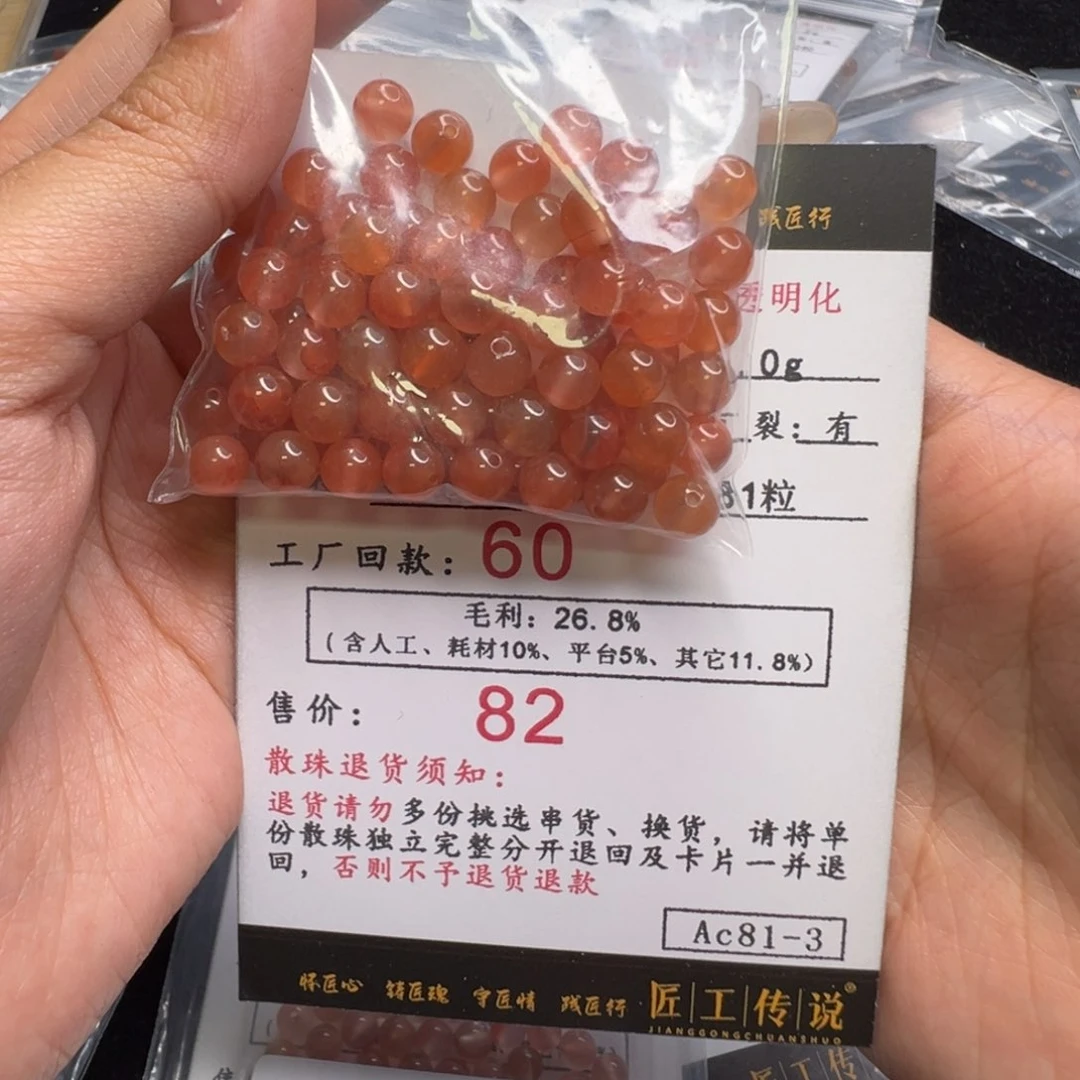 践匠行
明化
0g
裂：有
81粒
工厂回款：60
毛利：26.8%
（含人工、耗材10%、平台5%、其它11.8%）
售价： 82
散珠退货须知：
退货请勿多份挑选串货、换货，请将单
份散珠独立完整分开退回及卡片一并退
回，否则不予退货退款
Ac81-3
怀匠心 铸匠魂 守匠情 践匠行 匠工传说®
JIANGGONGCHUANSHUO